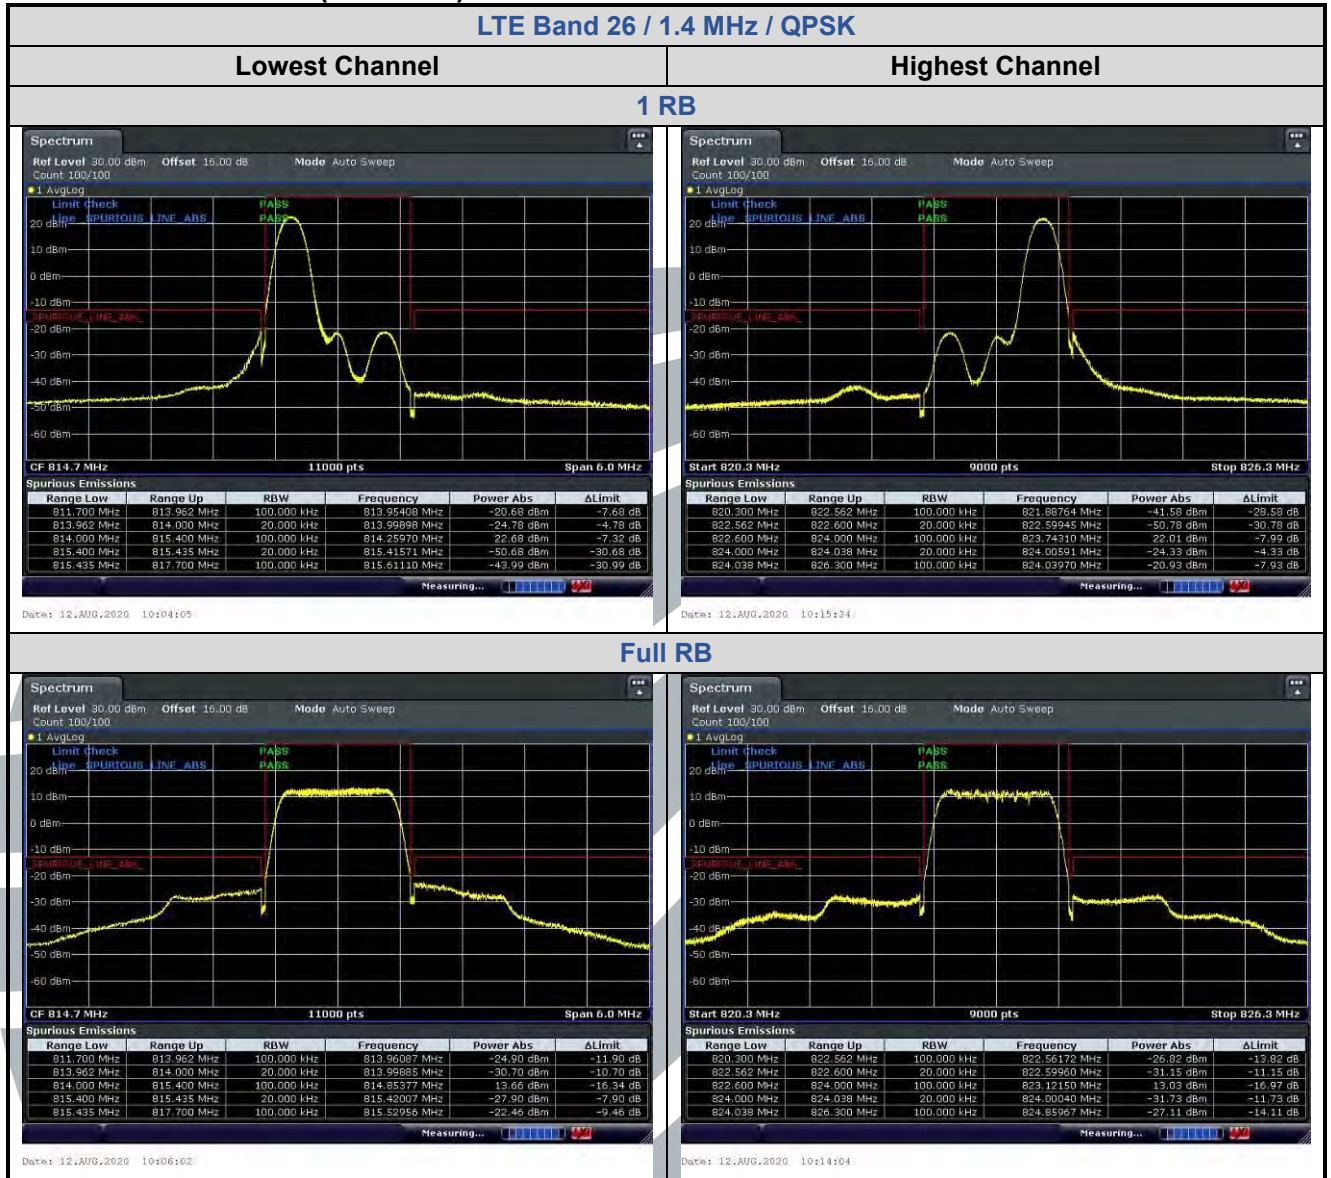 LTE Band 26 / 1.4 MHz / QPSK
Lowest Channel Highest Channel
1 RB
Spectrum
Ref Level 30.00 dBm Offset 16.00 dB Mode Auto Sweep
Count 100/100
1 AvgLog
Limit Check PASS
Line _SPURIOUS_LINE_ABS_ PASS
20 dBm
10 dBm
0 dBm
-10 dBm
_SPURIOUS_LINE_ABS_
-20 dBm
-30 dBm
-40 dBm
-50 dBm
-60 dBm
CF 814.7 MHz 11000 pts Span 6.0 MHz
Spurious Emissions
Range Low Range Up RBW Frequency Power Abs ΔLimit
811.700 MHz 813.962 MHz 100.000 kHz 813.95408 MHz -20.68 dBm -7.68 dB
813.962 MHz 814.000 MHz 20.000 kHz 813.99898 MHz -24.78 dBm -4.78 dB
814.000 MHz 815.400 MHz 100.000 kHz 814.25970 MHz 22.68 dBm -7.32 dB
815.400 MHz 815.435 MHz 20.000 kHz 815.41571 MHz -50.68 dBm -30.68 dB
815.435 MHz 817.700 MHz 100.000 kHz 815.61110 MHz -43.99 dBm -30.99 dB
Measuring...
Date: 12.AUG.2020 10:04:05
Spectrum
Ref Level 30.00 dBm Offset 16.00 dB Mode Auto Sweep
Count 100/100
1 AvgLog
Limit Check PASS
Line _SPURIOUS_LINE_ABS_ PASS
20 dBm
10 dBm
0 dBm
-10 dBm
_SPURIOUS_LINE_ABS_
-20 dBm
-30 dBm
-40 dBm
-50 dBm
-60 dBm
Start 820.3 MHz 9000 pts Stop 826.3 MHz
Spurious Emissions
Range Low Range Up RBW Frequency Power Abs ΔLimit
820.300 MHz 822.562 MHz 100.000 kHz 821.88764 MHz -41.58 dBm -28.58 dB
822.562 MHz 822.600 MHz 20.000 kHz 822.59945 MHz -50.78 dBm -30.78 dB
822.600 MHz 824.000 MHz 100.000 kHz 823.74310 MHz 22.01 dBm -7.99 dB
824.000 MHz 824.038 MHz 20.000 kHz 824.00591 MHz -24.33 dBm -4.33 dB
824.038 MHz 826.300 MHz 100.000 kHz 824.03970 MHz -20.93 dBm -7.93 dB
Measuring...
Date: 12.AUG.2020 10:15:34
Full RB
Spectrum
Ref Level 30.00 dBm Offset 16.00 dB Mode Auto Sweep
Count 100/100
1 AvgLog
Limit Check PASS
Line _SPURIOUS_LINE_ABS_ PASS
20 dBm
10 dBm
0 dBm
-10 dBm
_SPURIOUS_LINE_ABS_
-20 dBm
-30 dBm
-40 dBm
-50 dBm
-60 dBm
CF 814.7 MHz 11000 pts Span 6.0 MHz
Spurious Emissions
Range Low Range Up RBW Frequency Power Abs ΔLimit
811.700 MHz 813.962 MHz 100.000 kHz 813.96087 MHz -24.90 dBm -11.90 dB
813.962 MHz 814.000 MHz 20.000 kHz 813.99885 MHz -30.70 dBm -10.70 dB
814.000 MHz 815.400 MHz 100.000 kHz 814.85377 MHz 13.66 dBm -16.34 dB
815.400 MHz 815.435 MHz 20.000 kHz 815.42007 MHz -27.90 dBm -7.90 dB
815.435 MHz 817.700 MHz 100.000 kHz 815.52956 MHz -22.46 dBm -9.46 dB
Measuring...
Date: 12.AUG.2020 10:06:02
Spectrum
Ref Level 30.00 dBm Offset 16.00 dB Mode Auto Sweep
Count 100/100
1 AvgLog
Limit Check PASS
Line _SPURIOUS_LINE_ABS_ PASS
20 dBm
10 dBm
0 dBm
-10 dBm
_SPURIOUS_LINE_ABS_
-20 dBm
-30 dBm
-40 dBm
-50 dBm
-60 dBm
Start 820.3 MHz 9000 pts Stop 826.3 MHz
Spurious Emissions
Range Low Range Up RBW Frequency Power Abs ΔLimit
820.300 MHz 822.562 MHz 100.000 kHz 822.56172 MHz -26.82 dBm -13.82 dB
822.562 MHz 822.600 MHz 20.000 kHz 822.59960 MHz -31.15 dBm -11.15 dB
822.600 MHz 824.000 MHz 100.000 kHz 823.12150 MHz 13.03 dBm -16.97 dB
824.000 MHz 824.038 MHz 20.000 kHz 824.00040 MHz -31.73 dBm -11.73 dB
824.038 MHz 826.300 MHz 100.000 kHz 824.85967 MHz -27.11 dBm -14.11 dB
Measuring...
Date: 12.AUG.2020 10:14:04